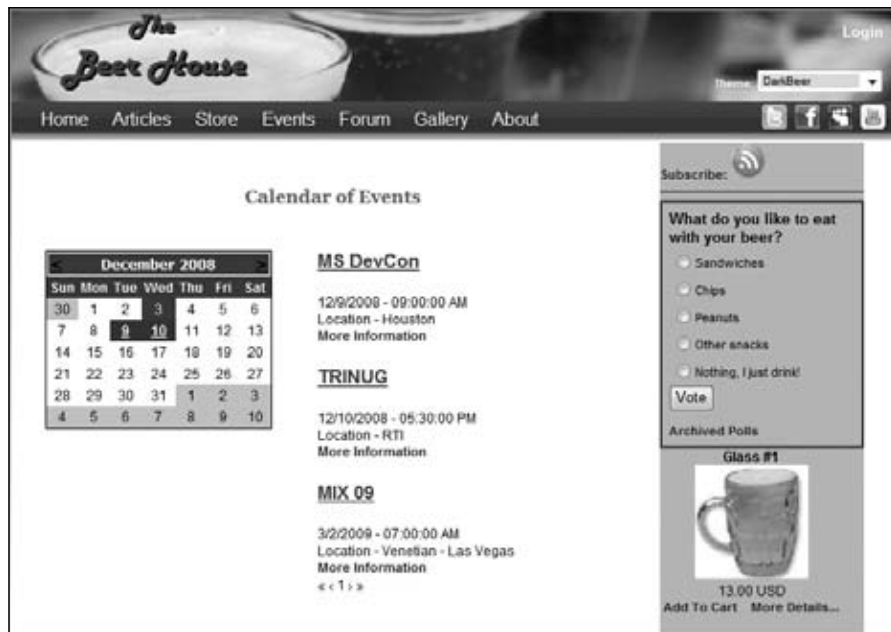 The
Beer House
Login
Theme: DarkBeer
Home Articles Store Events Forum Gallery About
Subscribe:
Calendar of Events
< December 2008 >
Sun Mon Tue Wed Thu Fri Sat
30 1 2 3 4 5 6
7 8 9 10 11 12 13
14 15 16 17 18 19 20
21 22 23 24 25 26 27
28 29 30 31 1 2 3
4 5 6 7 8 9 10
MS DevCon
12/9/2008 - 09:00:00 AM
Location - Houston
More Information
TRINUG
12/10/2008 - 05:30:00 PM
Location - RTI
More Information
MIX 09
3/2/2009 - 07:00:00 AM
Location - Venetian - Las Vegas
More Information
« ‹ 1 › »
What do you like to eat
with your beer?
Sandwiches
Chips
Peanuts
Other snacks
Nothing, I just drink!
Vote
Archived Polls
Glass #1
13.00 USD
Add To Cart More Details...